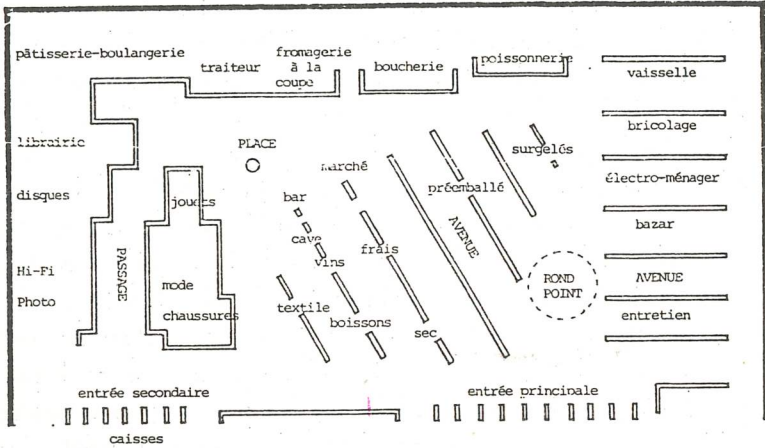 pâtisserie-boulangerie
traiteur
fromagerie
à la
coupe
boucherie
poissonnerie
vaisselle
librairie
PLACE
marché
surgelés
bricolage
disques
jouets
bar
préemballé
électro-ménager
cave
vins
frais
AVENUE
bazar
PASSAGE
Hi-Fi
Photo
mode
chaussures
textile
boissons
sec
ROND
POINT
AVENUE
entretien
entrée secondaire
entrée principale
caisses